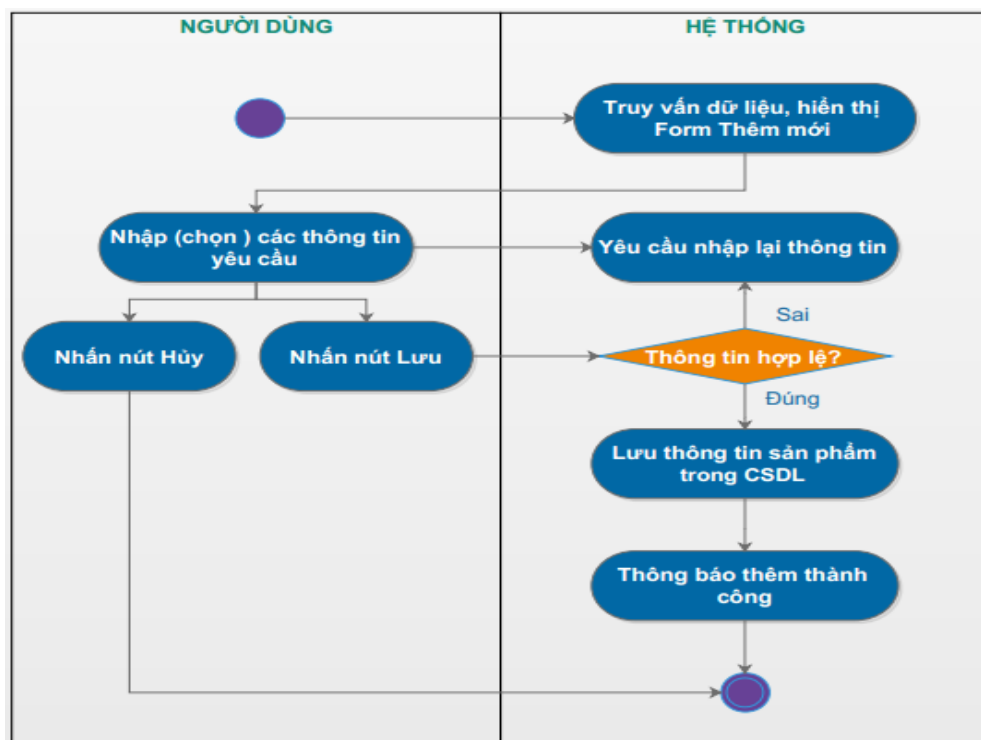 NGƯỜI DÙNG
HỆ THỐNG
Truy vấn dữ liệu, hiển thị
Form Thêm mới
Nhập (chọn ) các thông tin
yêu cầu
Yêu cầu nhập lại thông tin
Sai
Nhấn nút Hủy
Nhấn nút Lưu
Thông tin hợp lệ?
Đúng
Lưu thông tin sản phẩm
trong CSDL
Thông báo thêm thành
công